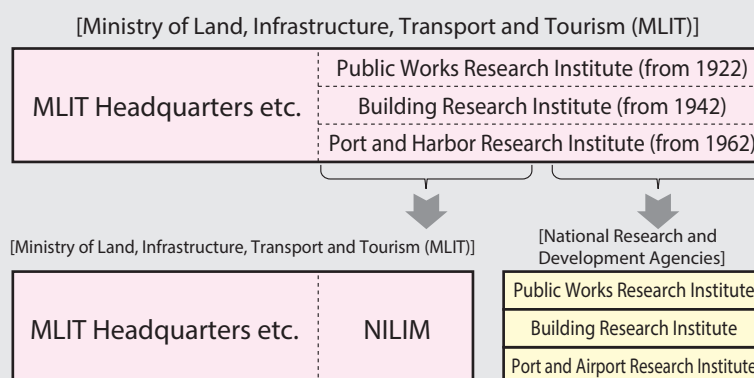 [Ministry of Land, Infrastructure, Transport and Tourism (MLIT)]
MLIT Headquarters etc.
Public Works Research Institute (from 1922)
Building Research Institute (from 1942)
Port and Harbor Research Institute (from 1962)
[Ministry of Land, Infrastructure, Transport and Tourism (MLIT)]
MLIT Headquarters etc.
NILIM
[National Research and
Development Agencies]
Public Works Research Institute
Building Research Institute
Port and Airport Research Institute